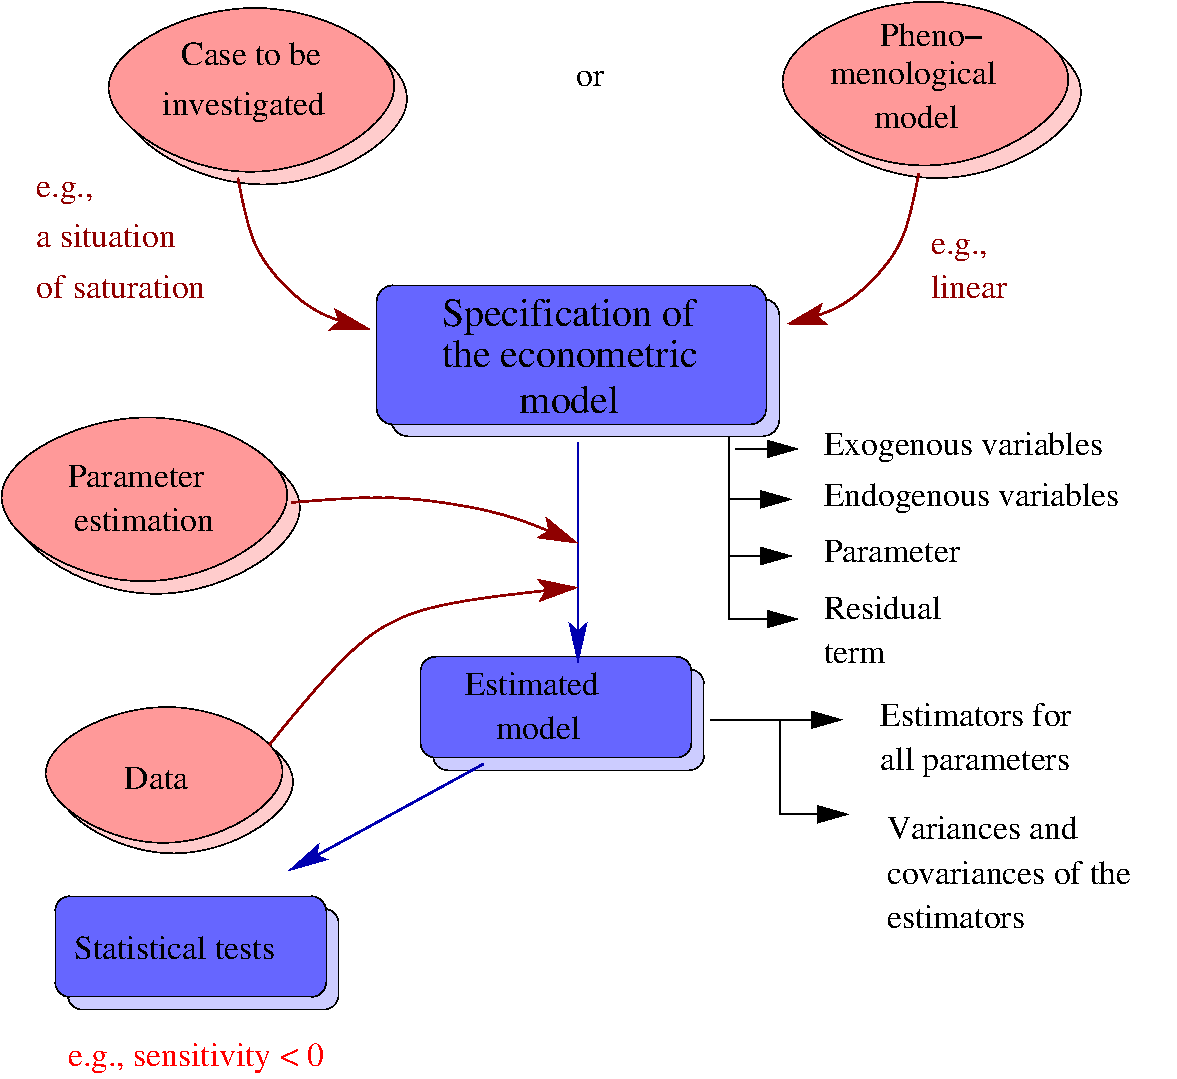 Case to be
investigated
or
Pheno–
menological
model
e.g.,
a situation
of saturation
e.g.,
linear
Specification of
the econometric
model
Exogenous variables
Endogenous variables
Parameter
Residual
term
Parameter
estimation
Estimated
model
Estimators for
all parameters
Variances and
covariances of the
estimators
Data
Statistical tests
e.g., sensitivity < 0